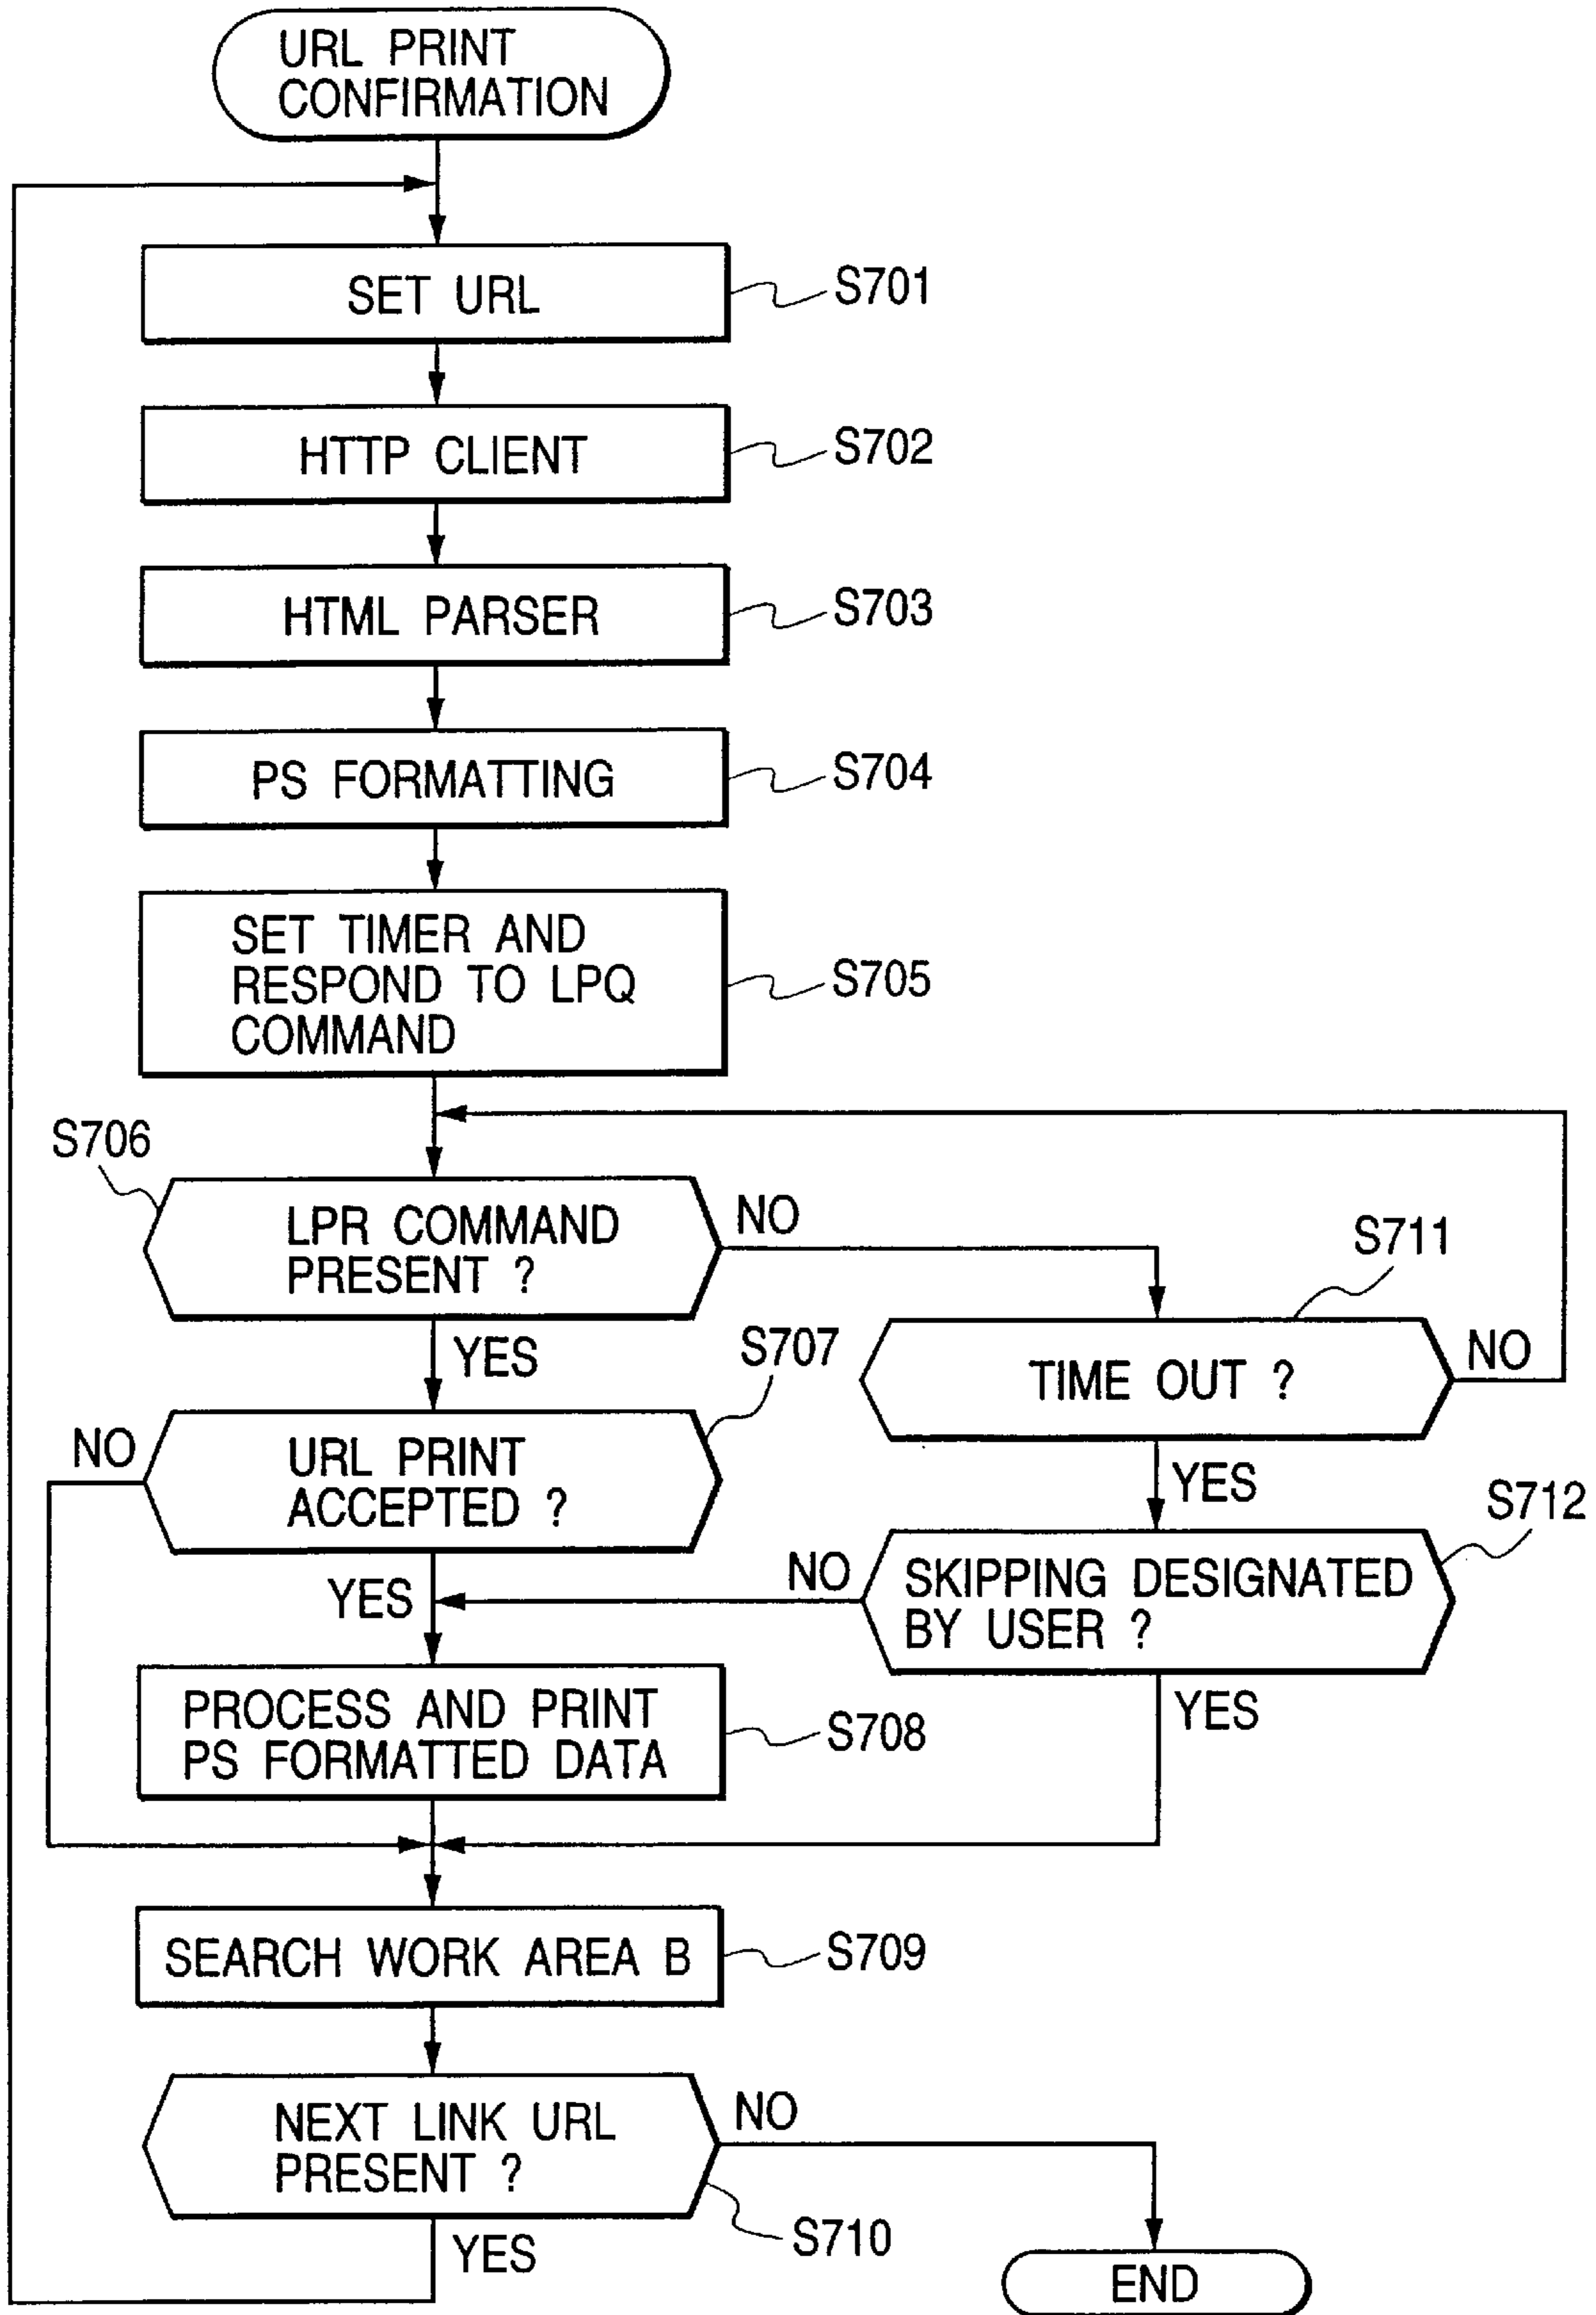 URL PRINT
CONFIRMATION
SET URL
S701
HTTP CLIENT
S702
HTML PARSER
S703
PS FORMATTING
S704
SET TIMER AND
RESPOND TO LPQ
COMMAND
S705
S706
LPR COMMAND
PRESENT ?
NO
YES
S711
TIME OUT ?
NO
YES
S707
NO
URL PRINT
ACCEPTED ?
YES
S712
NO
SKIPPING DESIGNATED
BY USER ?
YES
PROCESS AND PRINT
PS FORMATTED DATA
S708
SEARCH WORK AREA B
S709
NEXT LINK URL
PRESENT ?
NO
S710
YES
END